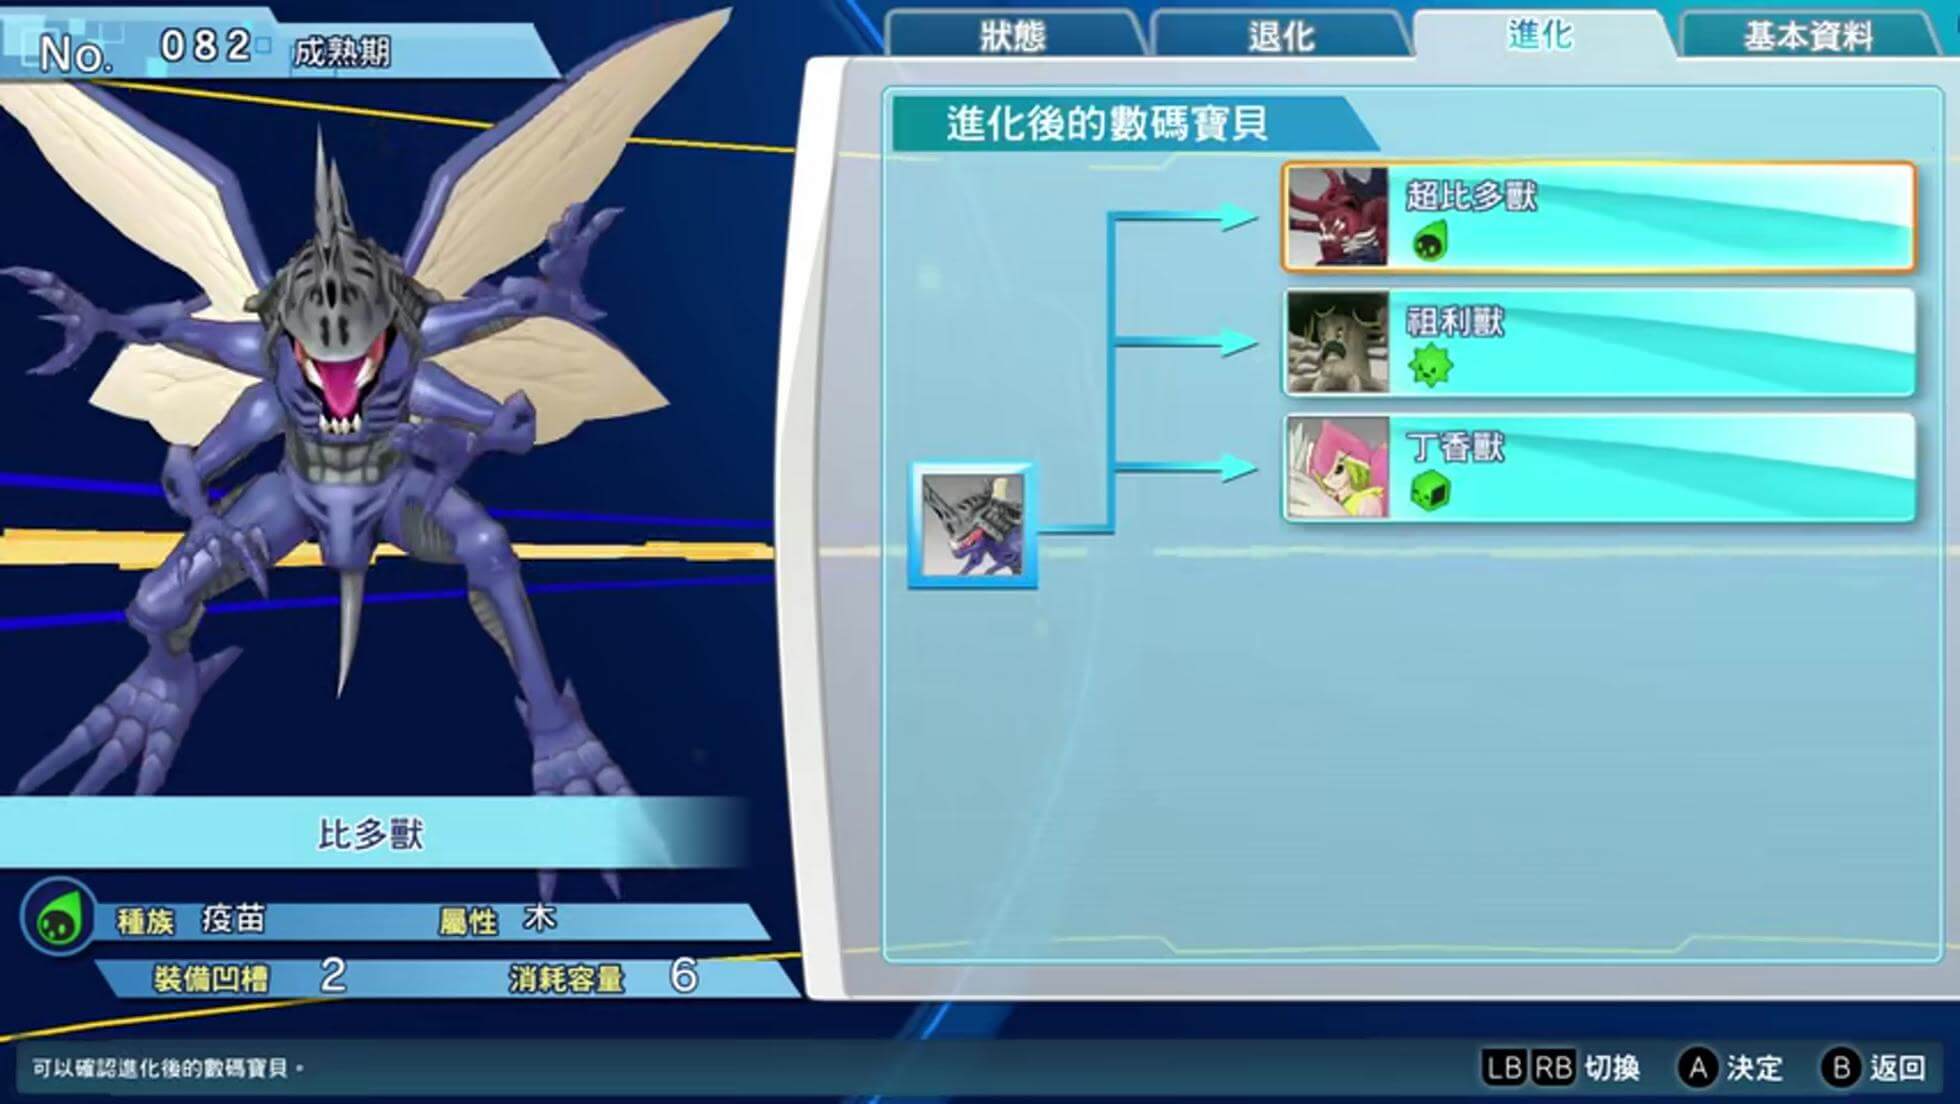 No. 082 成熟期
狀態 退化 進化 基本資料
進化後的數碼寶貝
超比多獸
祖利獸
丁香獸
比多獸
種族 疫苗 屬性 木
裝備凹槽 2 消耗容量 6
可以確認進化後的數碼寶貝。
LB RB 切換 A 決定 B 返回